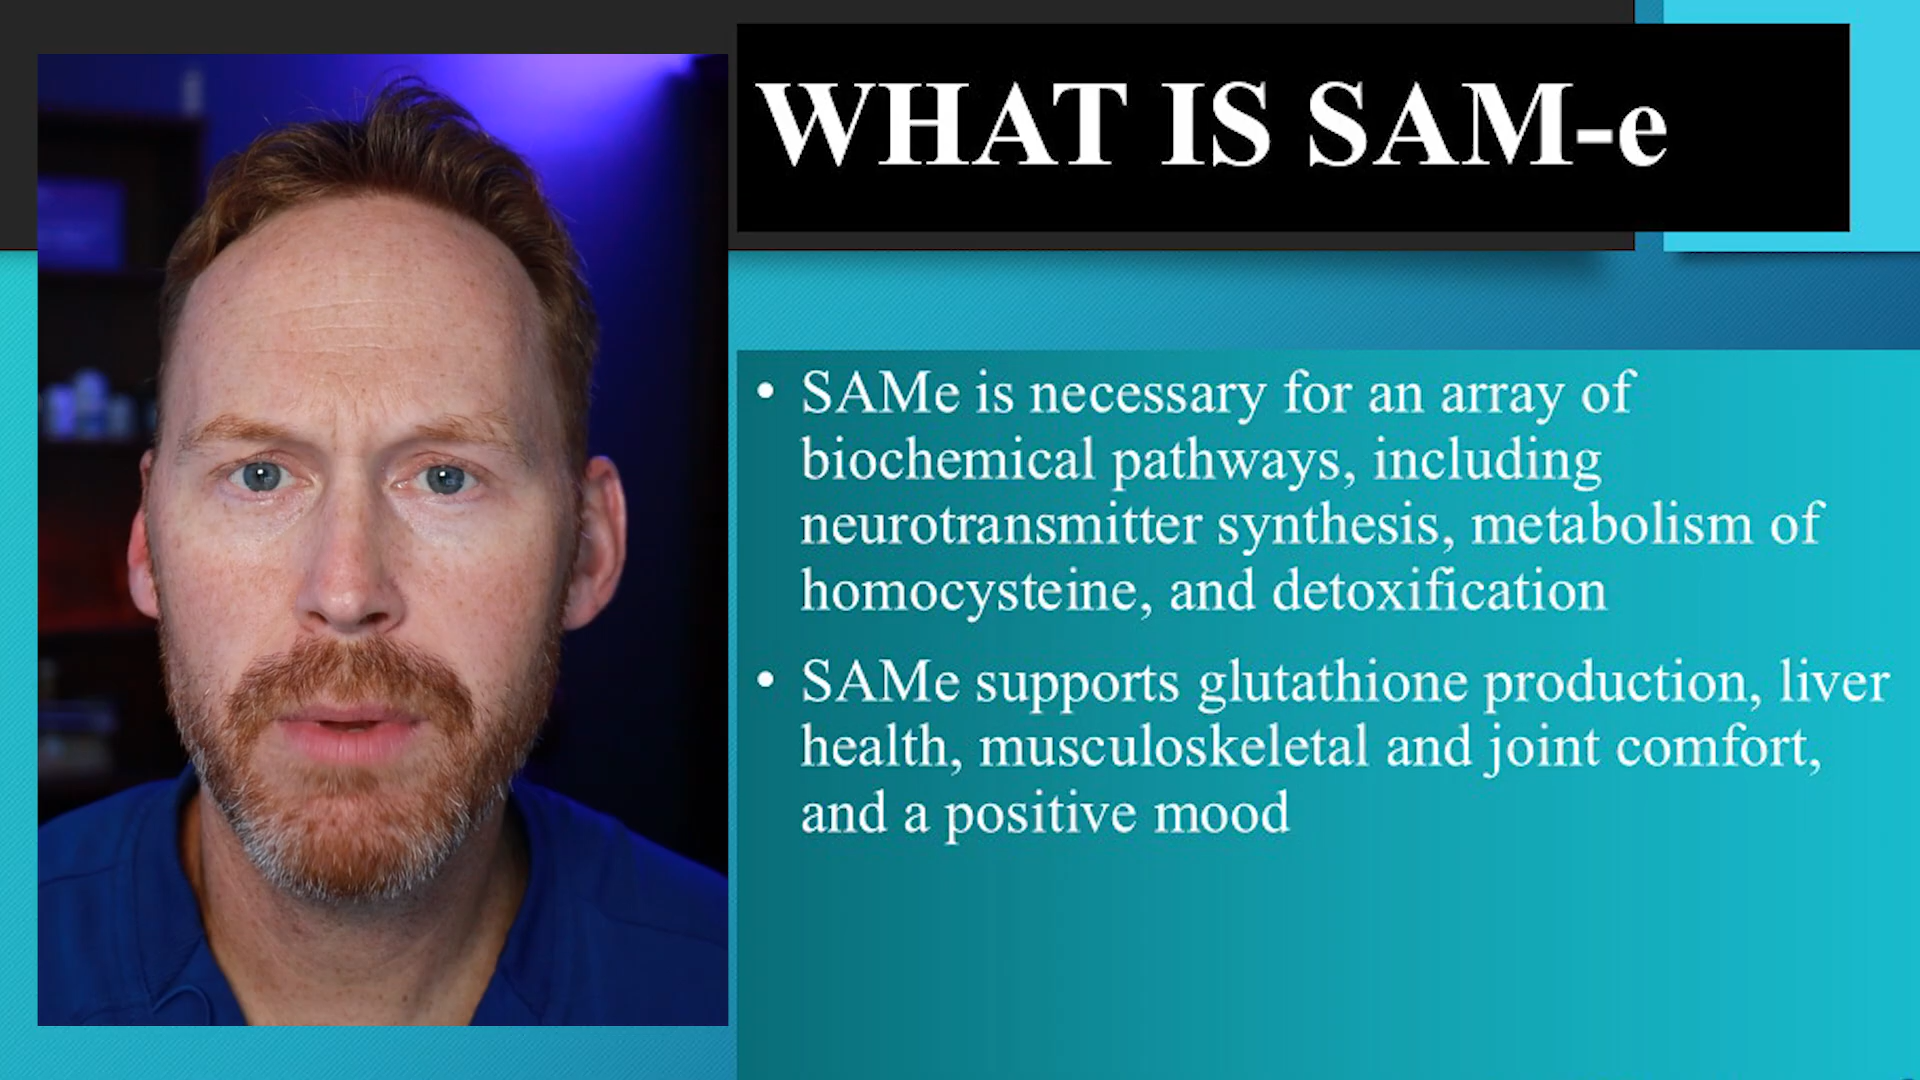 WHAT IS SAM-e
• SAMe is necessary for an array of
biochemical pathways, including
neurotransmitter synthesis, metabolism of
homocysteine, and detoxification
• SAMe supports glutathione production, liver
health, musculoskeletal and joint comfort,
and a positive mood